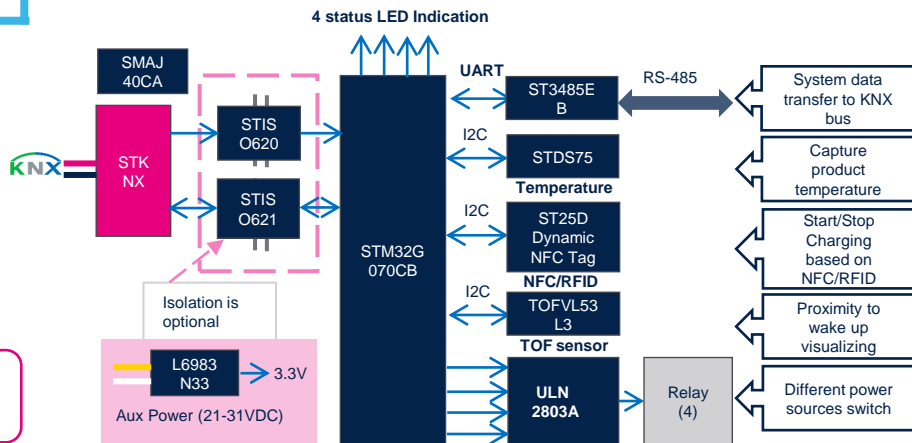 4 status LED Indication
SMAJ
40CA
STIS
O620
STK
NX
KNX
STIS
O621
Isolation is
optional
L6983
N33
3.3V
Aux Power (21-31VDC)
STM32G
070CB
UART
ST3485E
B
RS-485
I2C
STDS75
Temperature
I2C
ST25D
Dynamic
NFC Tag
NFC/RFID
I2C
TOFVL53
L3
TOF sensor
ULN
2803A
Relay
(4)
System data
transfer to KNX
bus
Capture
product
temperature
Start/Stop
Charging
based on
NFC/RFID
Proximity to
wake up
visualizing
Different power
sources switch